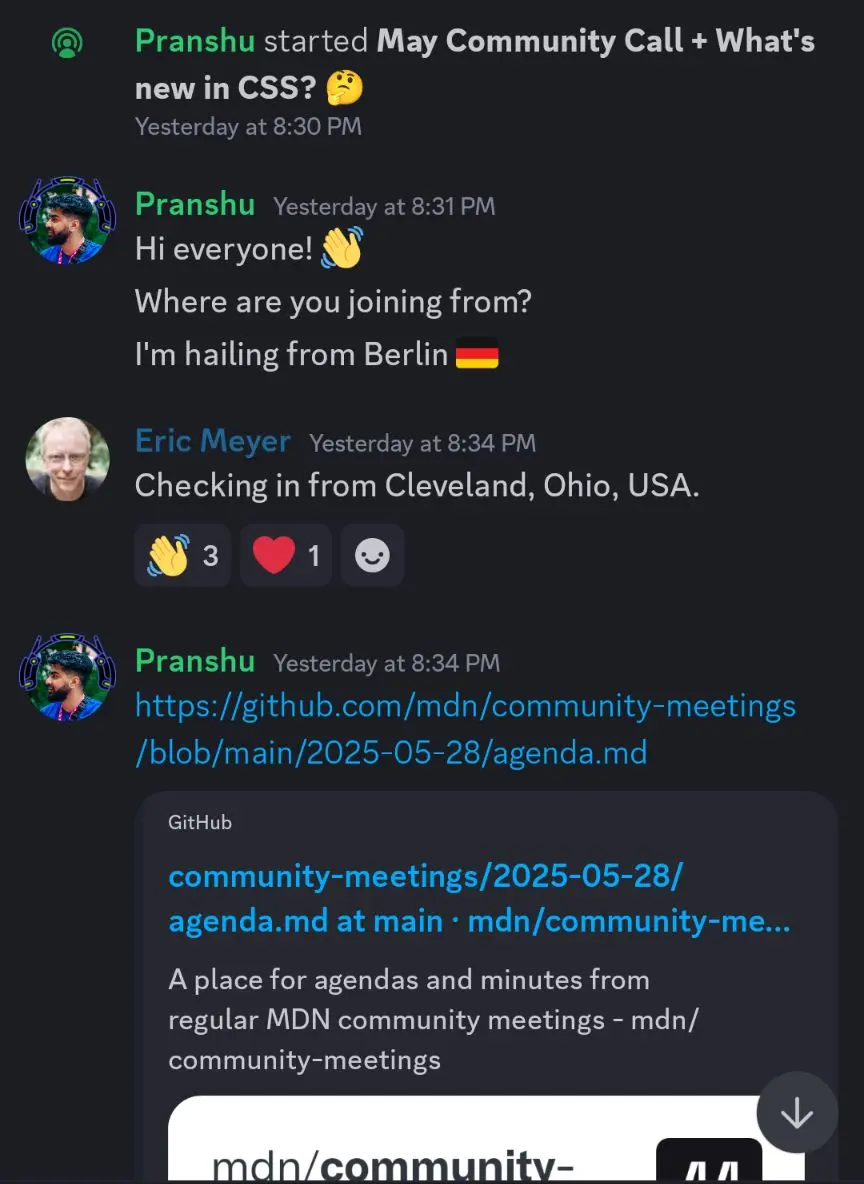 Pranshu started May Community Call + What's
new in CSS? 🤔
Yesterday at 8:30 PM
Pranshu Yesterday at 8:31 PM
Hi everyone! 👋
Where are you joining from?
I'm hailing from Berlin 🇩🇪
Eric Meyer Yesterday at 8:34 PM
Checking in from Cleveland, Ohio, USA.
👋 3 ❤️ 1
Pranshu Yesterday at 8:34 PM
https://github.com/mdn/community-meetings
/blob/main/2025-05-28/agenda.md
GitHub
community-meetings/2025-05-28/
agenda.md at main · mdn/community-me...
A place for agendas and minutes from
regular MDN community meetings - mdn/
community-meetings
mdn/community-